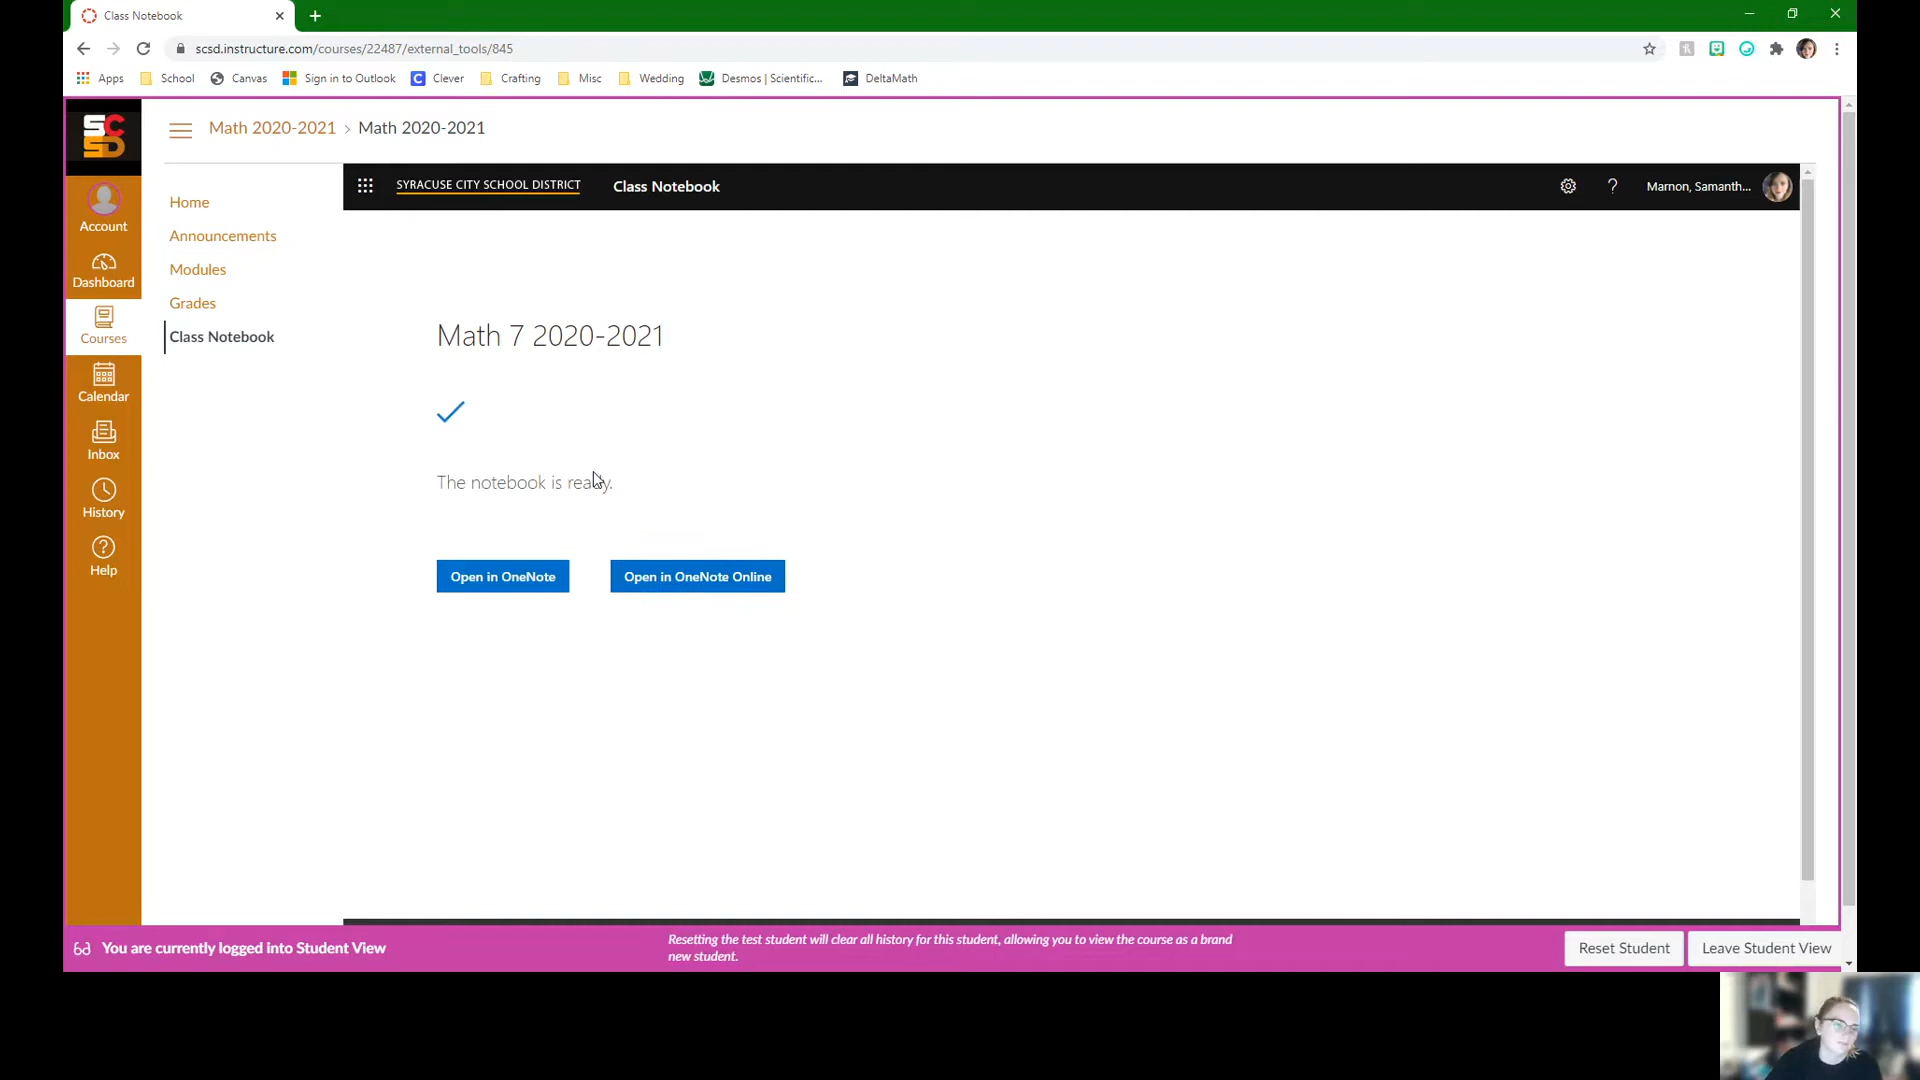 Class Notebook
scsd.instructure.com/courses/22487/external_tools/845
Apps School Canvas Sign in to Outlook Clever Crafting Misc Wedding Desmos | Scientific... DeltaMath
SCSD
Math 2020-2021 > Math 2020-2021
Account
Dashboard
Courses
Calendar
Inbox
History
Help
Home
Announcements
Modules
Grades
Class Notebook
SYRACUSE CITY SCHOOL DISTRICT Class Notebook ? Marnon, Samanth...
Math 7 2020-2021
The notebook is ready.
Open in OneNote Open in OneNote Online
You are currently logged into Student View
Resetting the test student will clear all history for this student, allowing you to view the course as a brand
new student.
Reset Student Leave Student View